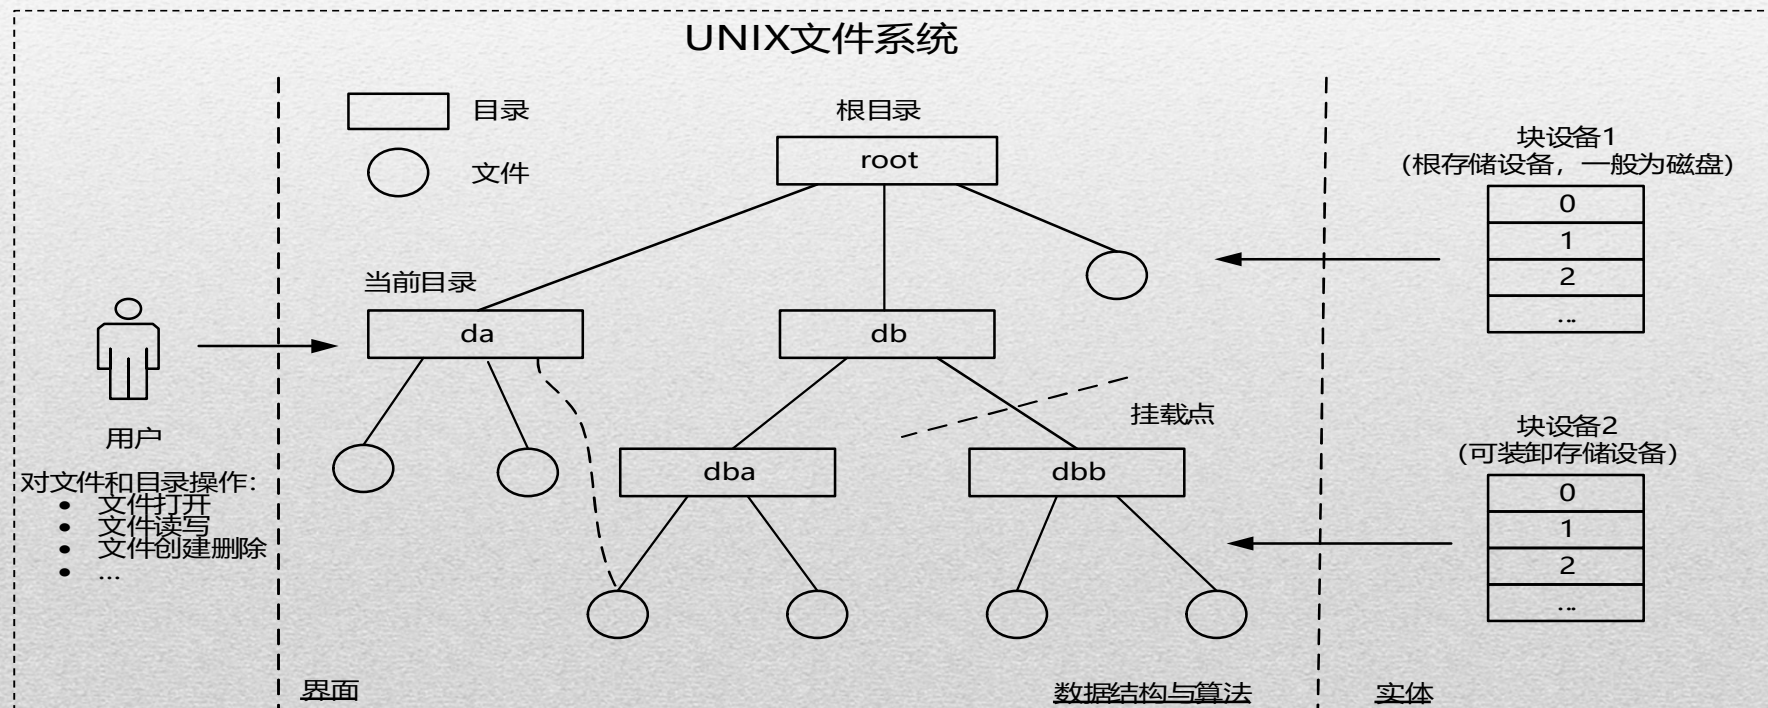 UNIX文件系统
目录
文件
根目录
root
块设备1
(根存储设备，一般为磁盘)
0
1
2
...
当前目录
da
db
用户
对文件和目录操作：
• 文件打开
• 文件读写
• 文件创建删除
• ...
挂载点
dba
dbb
块设备2
(可装卸存储设备)
0
1
2
...
界面
数据结构与算法
实体